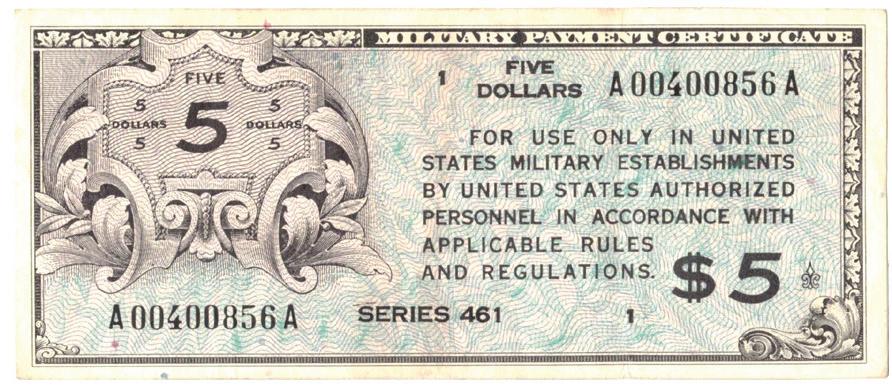 MILITARY PAYMENT CERTIFICATE
FIVE
5 5
DOLLARS 5 DOLLARS
5 5
1 FIVE DOLLARS A00400856A
FOR USE ONLY IN UNITED
STATES MILITARY ESTABLISHMENTS
BY UNITED STATES AUTHORIZED
PERSONNEL IN ACCORDANCE WITH
APPLICABLE RULES
AND REGULATIONS.
$5
A00400856A
SERIES 461
1